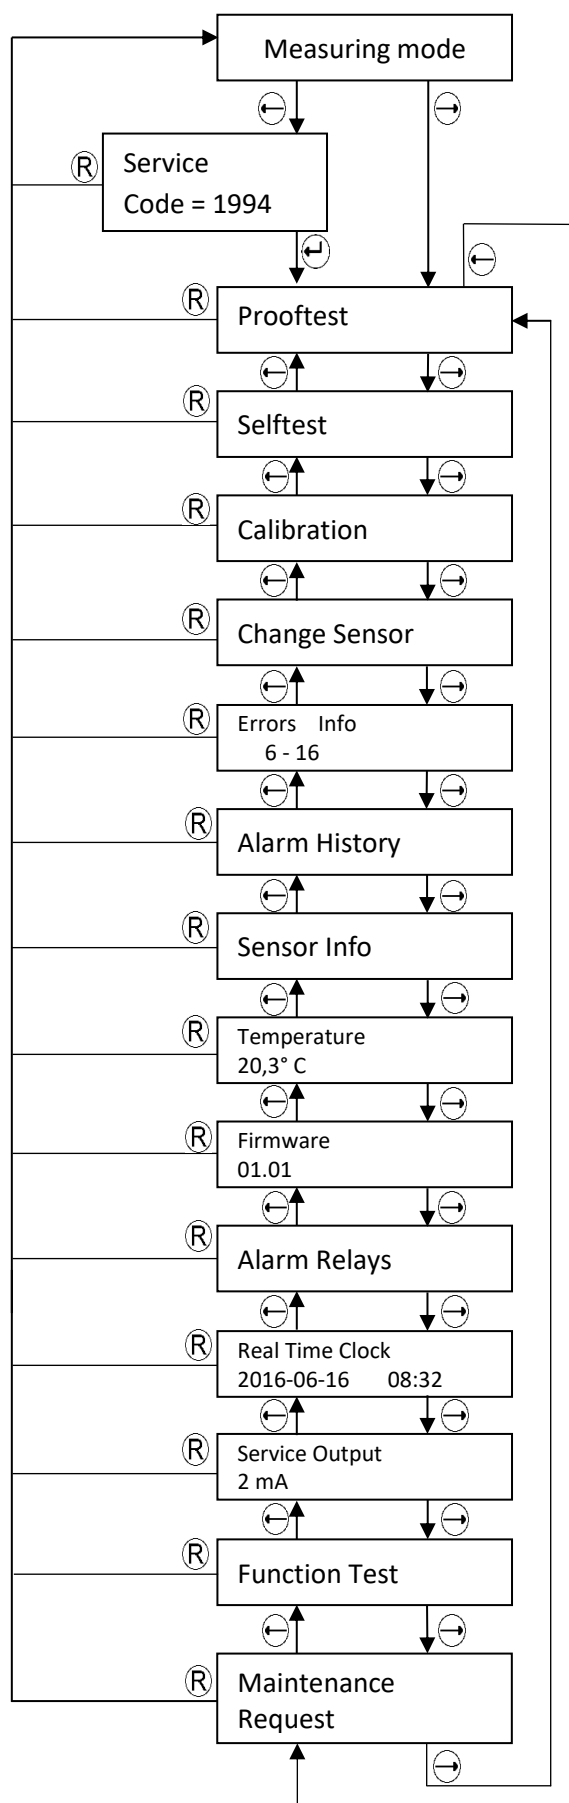 Measuring mode
Service
Code = 1994
R
R
Prooftest
R
Selftest
R
Calibration
R
Change Sensor
R
Errors Info
6 - 16
R
Alarm History
R
Sensor Info
R
Temperature
20,3° C
R
Firmware
01.01
R
Alarm Relays
R
Real Time Clock
2016-06-16 08:32
R
Service Output
2 mA
R
Function Test
R
Maintenance
Request